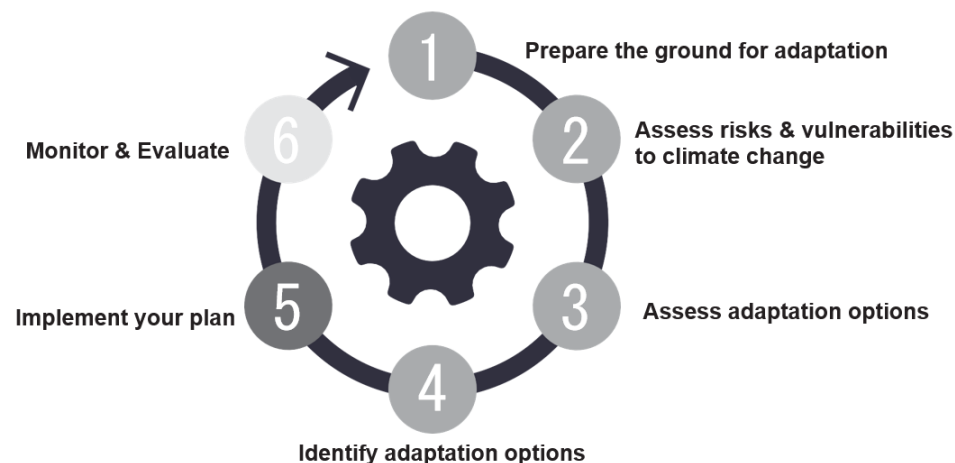 1
Prepare the ground for adaptation
2
Assess risks & vulnerabilities
to climate change
3
Assess adaptation options
4
Identify adaptation options
5
Implement your plan
6
Monitor & Evaluate